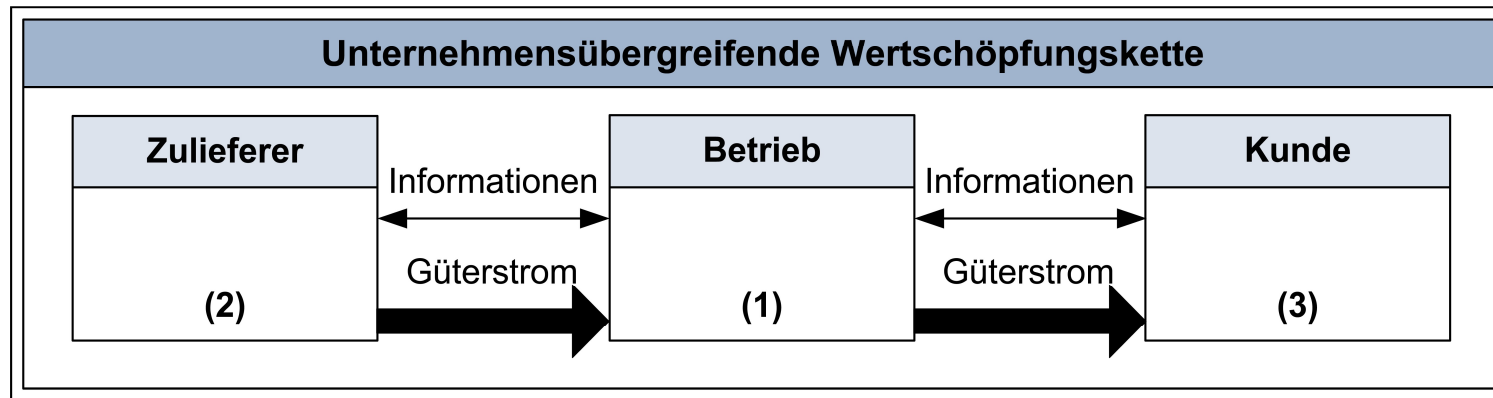 Unternehmensübergreifende Wertschöpfungskette
Zulieferer
Betrieb
Kunde
Informationen
Informationen
Güterstrom
Güterstrom
(2)
(1)
(3)